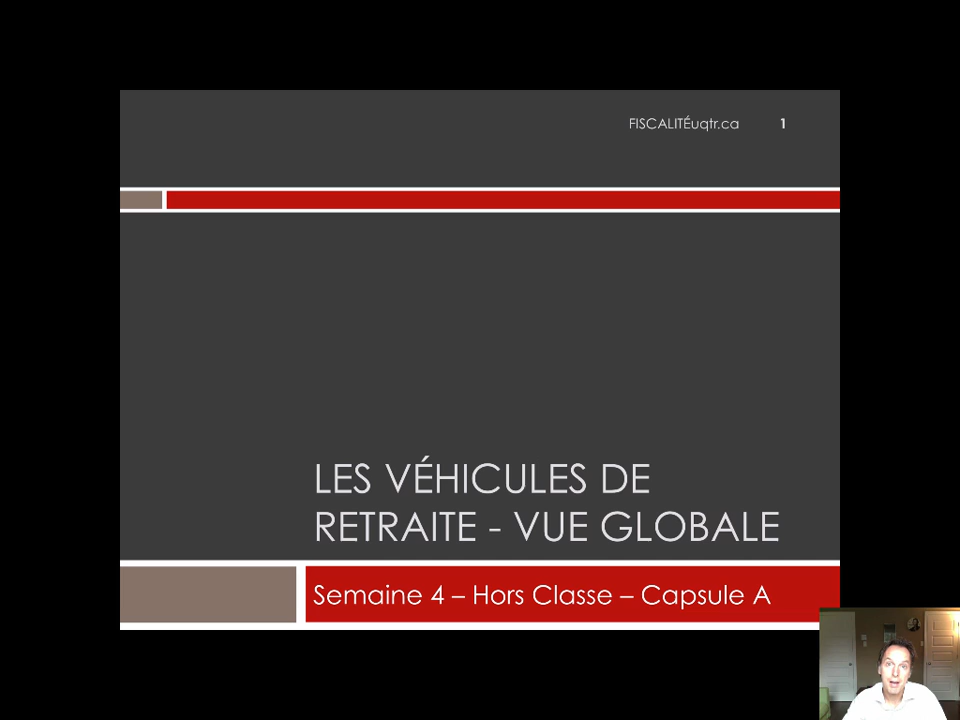 FISCALITÉuqtr.ca 1
LES VÉHICULES DE
RETRAITE - VUE GLOBALE
Semaine 4 – Hors Classe – Capsule A